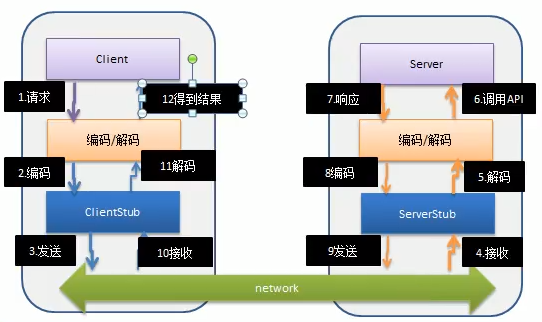 Client
Server
1.请求
12得到结果
7.响应
6.调用API
编码/解码
编码/解码
2.编码
11解码
8编码
5.解码
ClientStub
ServerStub
3.发送
10接收
9发送
4.接收
network